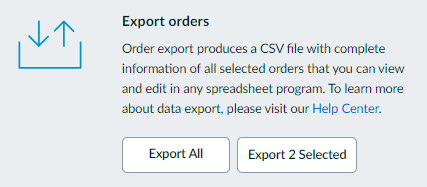 Export orders
Order export produces a CSV file with complete
information of all selected orders that you can view
and edit in any spreadsheet program. To learn more
about data export, please visit our Help Center.
Export All
Export 2 Selected